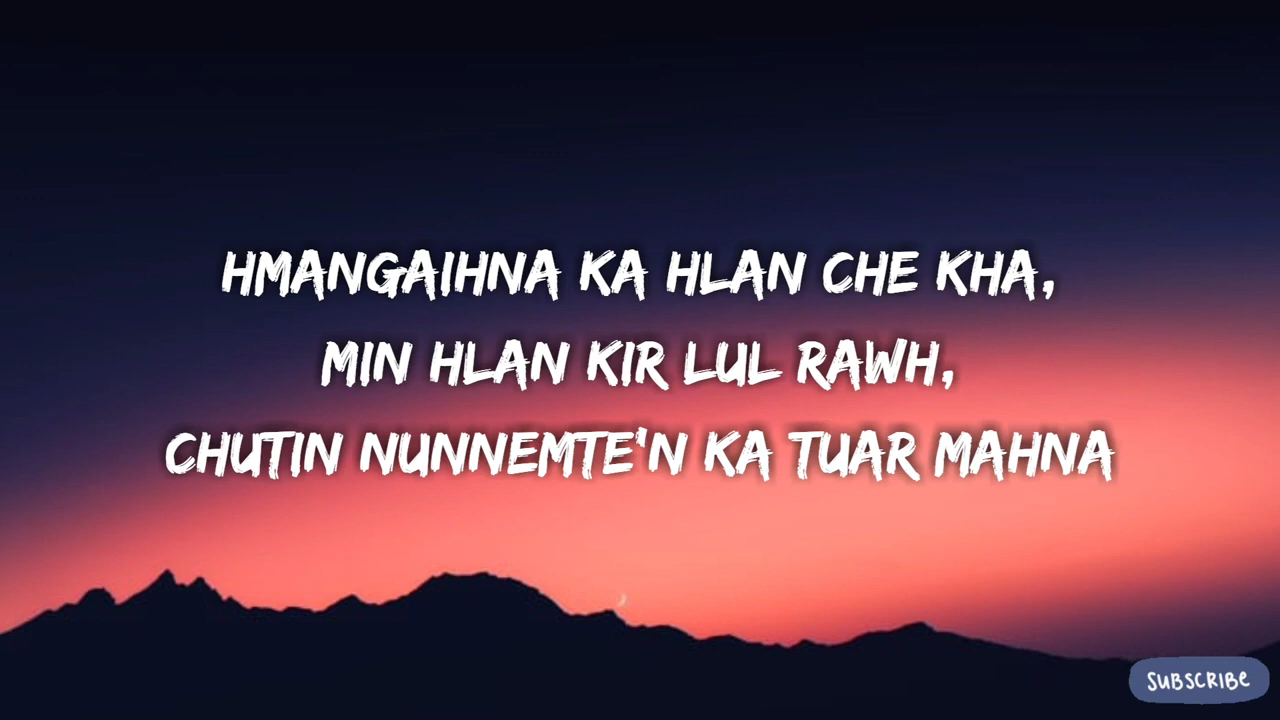 HMANGAIHNA KA HLAN CHE KHA,
MIN HLAN KIR LUL RAWH,
CHUTIN NUNNEMTE'N KA TUAR MAHNA
SUBSCRIBE